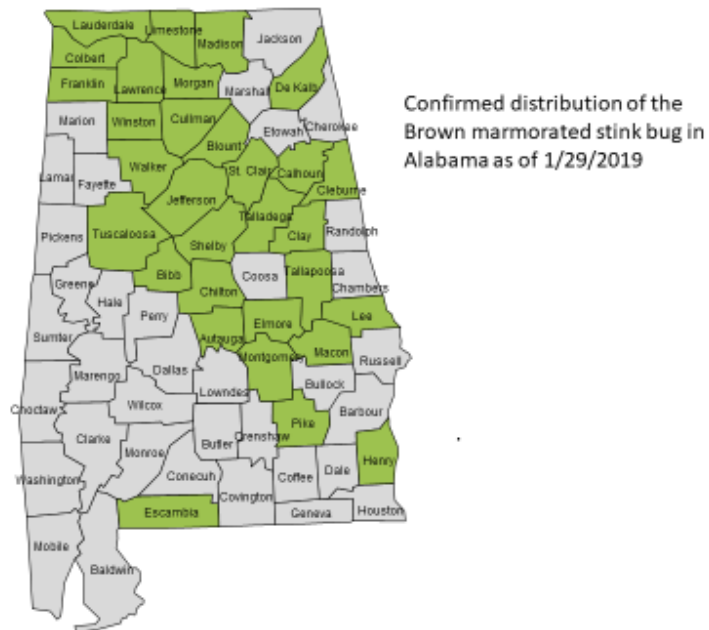 Lauderdale
Limestone
Madison
Jackson
Colbert
Franklin
Lawrence
Morgan
Marshall
De Kalb
Marion
Winston
Cullman
Blount
Etowah
Cherokee
Lamar
Fayette
Walker
Jefferson
St. Clair
Calhoun
Cleburne
Pickens
Tuscaloosa
Shelby
Talladega
Clay
Randolph
Greene
Hale
Bibb
Chilton
Coosa
Tallapoosa
Chambers
Sumter
Perry
Autauga
Elmore
Lee
Marengo
Dallas
Lowndes
Montgomery
Macon
Russell
Bullock
Choctaw
Wilcox
Clarke
Monroe
Butler
Crenshaw
Pike
Barbour
Washington
Conecuh
Covington
Coffee
Dale
Henry
Escambia
Geneva
Houston
Mobile
Baldwin
Confirmed distribution of the
Brown marmorated stink bug in
Alabama as of 1/29/2019